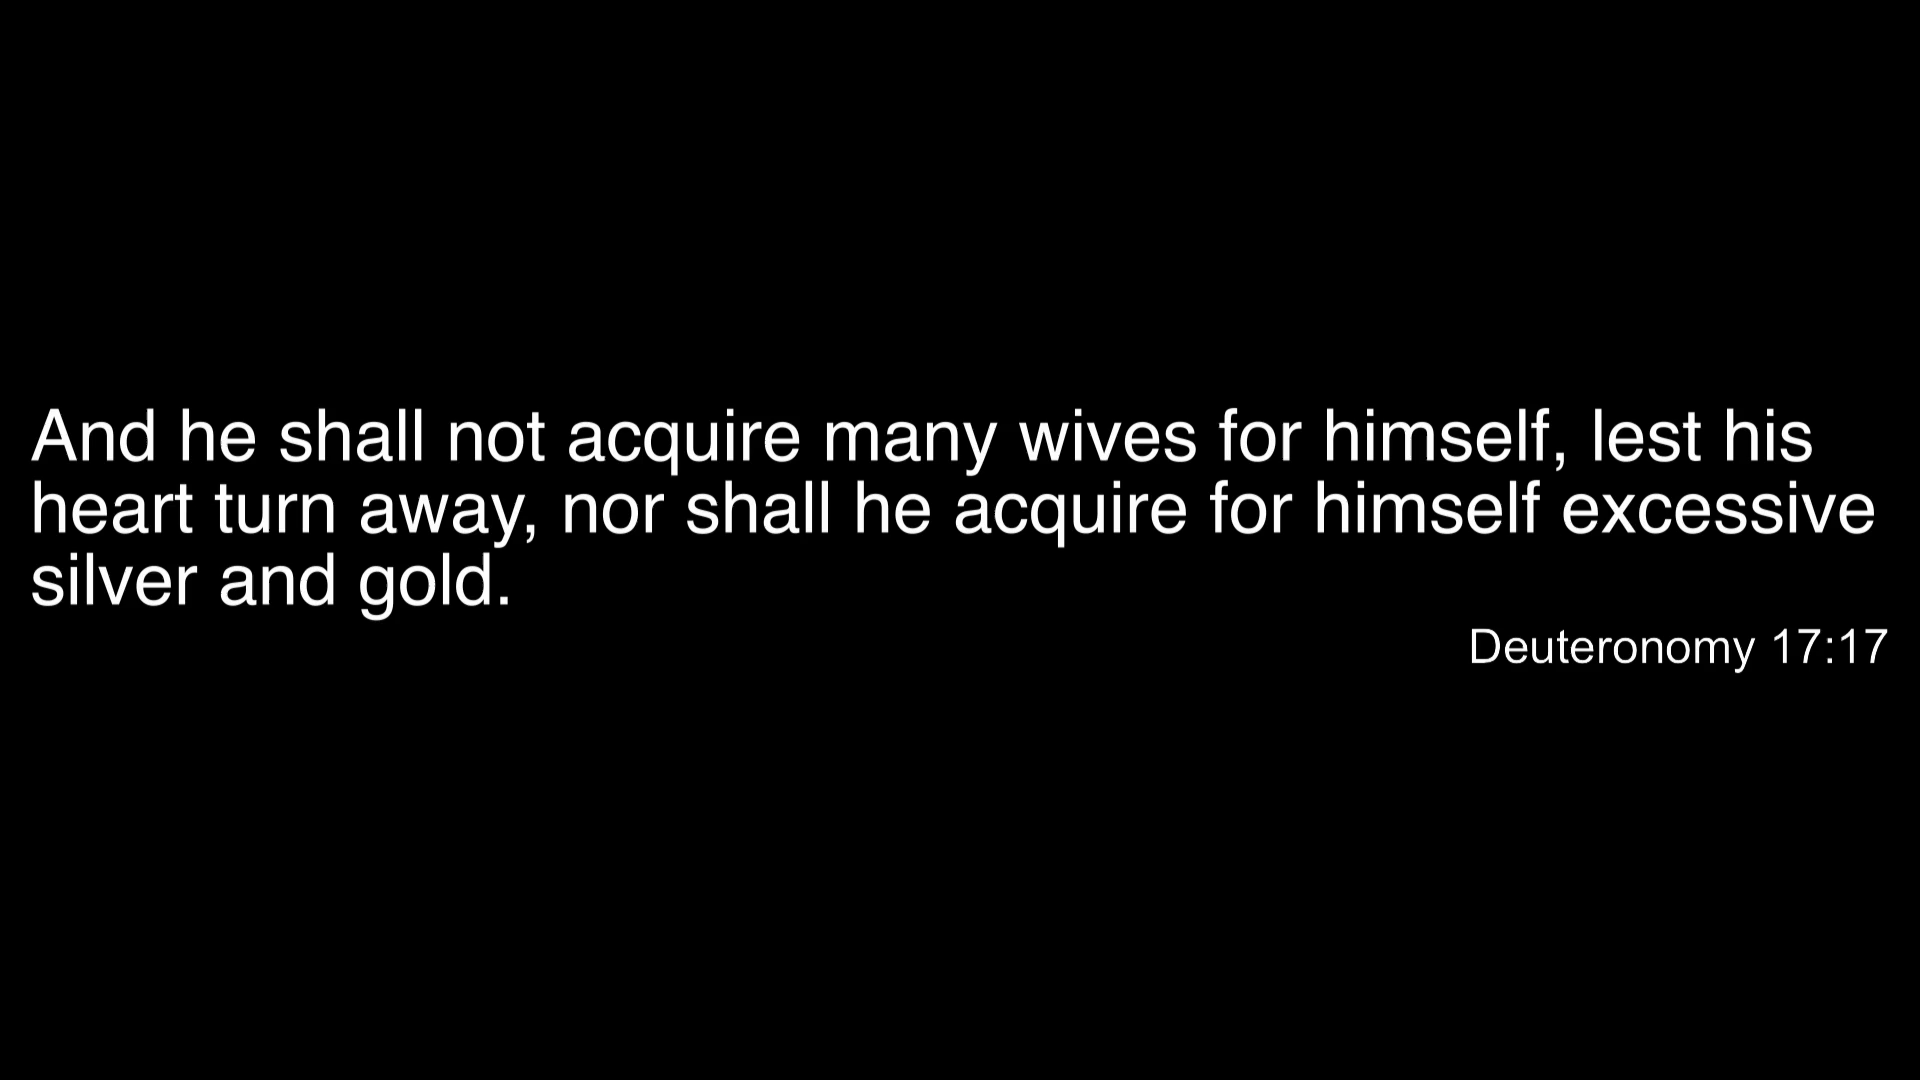 And he shall not acquire many wives for himself, lest his
heart turn away, nor shall he acquire for himself excessive
silver and gold.
Deuteronomy 17:17